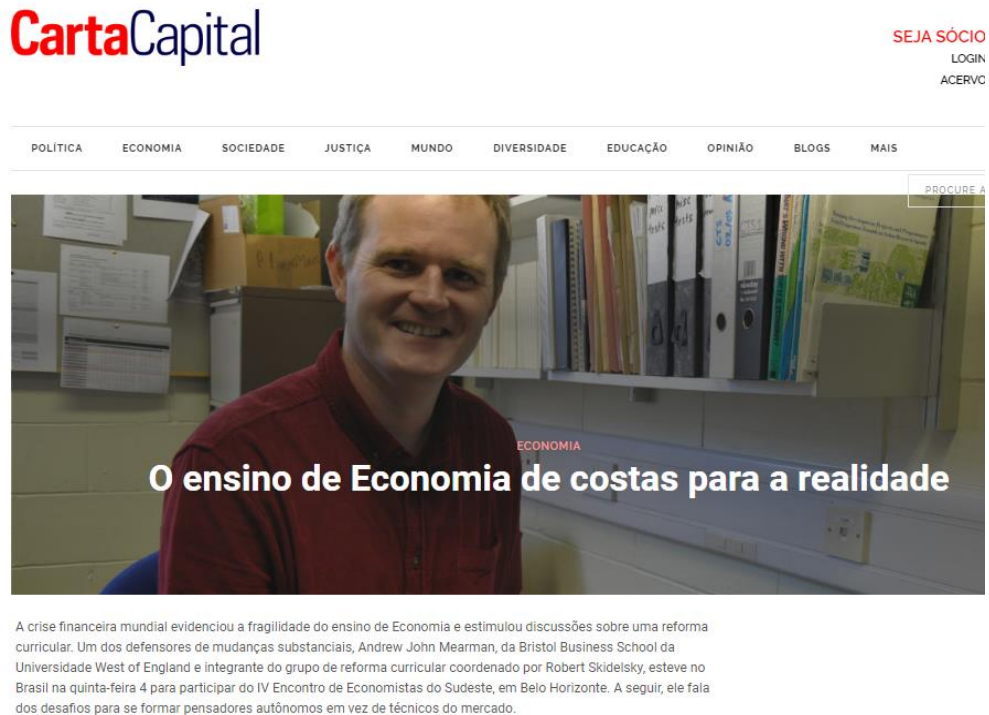 CartaCapital
SEJA SÓCIO
LOGIN
ACERVO
POLÍTICA ECONOMIA SOCIEDADE JUSTIÇA MUNDO DIVERSIDADE EDUCAÇÃO OPINIÃO BLOGS MAIS
PROCURE A
ECONOMIA
O ensino de Economia de costas para a realidade
A crise financeira mundial evidenciou a fragilidade do ensino de Economia e estimulou discussões sobre uma reforma
curricular. Um dos defensores de mudanças substanciais, Andrew John Mearman, da Bristol Business School da
Universidade West of England e integrante do grupo de reforma curricular coordenado por Robert Skidelsky, esteve no
Brasil na quinta-feira 4 para participar do IV Encontro de Economistas do Sudeste, em Belo Horizonte. A seguir, ele fala
dos desafios para se formar pensadores autônomos em vez de técnicos do mercado.